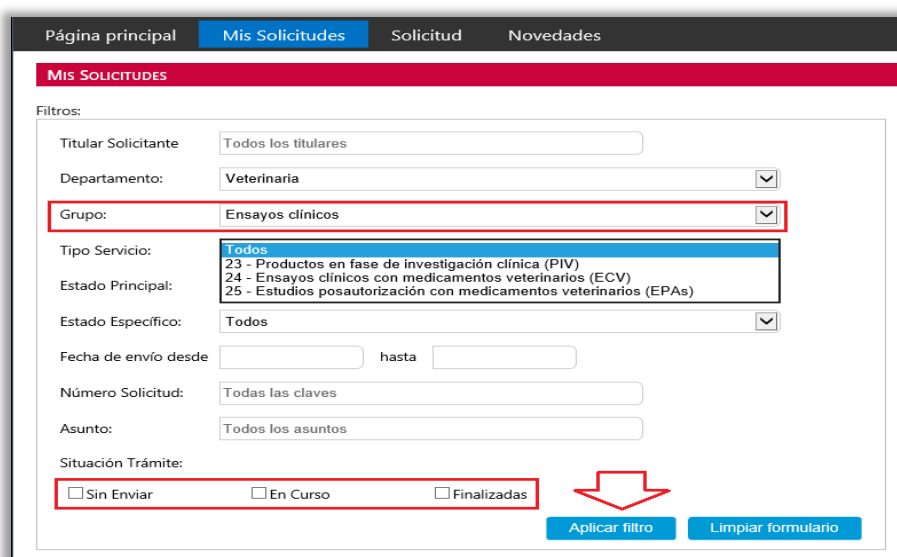 Página principal Mis Solicitudes Solicitud Novedades
MIS SOLICITUDES
Filtros:
Titular Solicitante Todos los titulares
Departamento: Veterinaria
Grupo: Ensayos clínicos
Tipo Servicio: Todos
23 - Productos en fase de investigación clínica (PIV)
24 - Ensayos clínicos con medicamentos veterinarios (ECV)
Estado Principal: 25 - Estudios posautorización con medicamentos veterinarios (EPAs)
Estado Específico: Todos
Fecha de envío desde hasta
Número Solicitud: Todas las claves
Asunto: Todos los asuntos
Situación Trámite:
Sin Enviar En Curso Finalizadas
Aplicar filtro Limpiar formulario